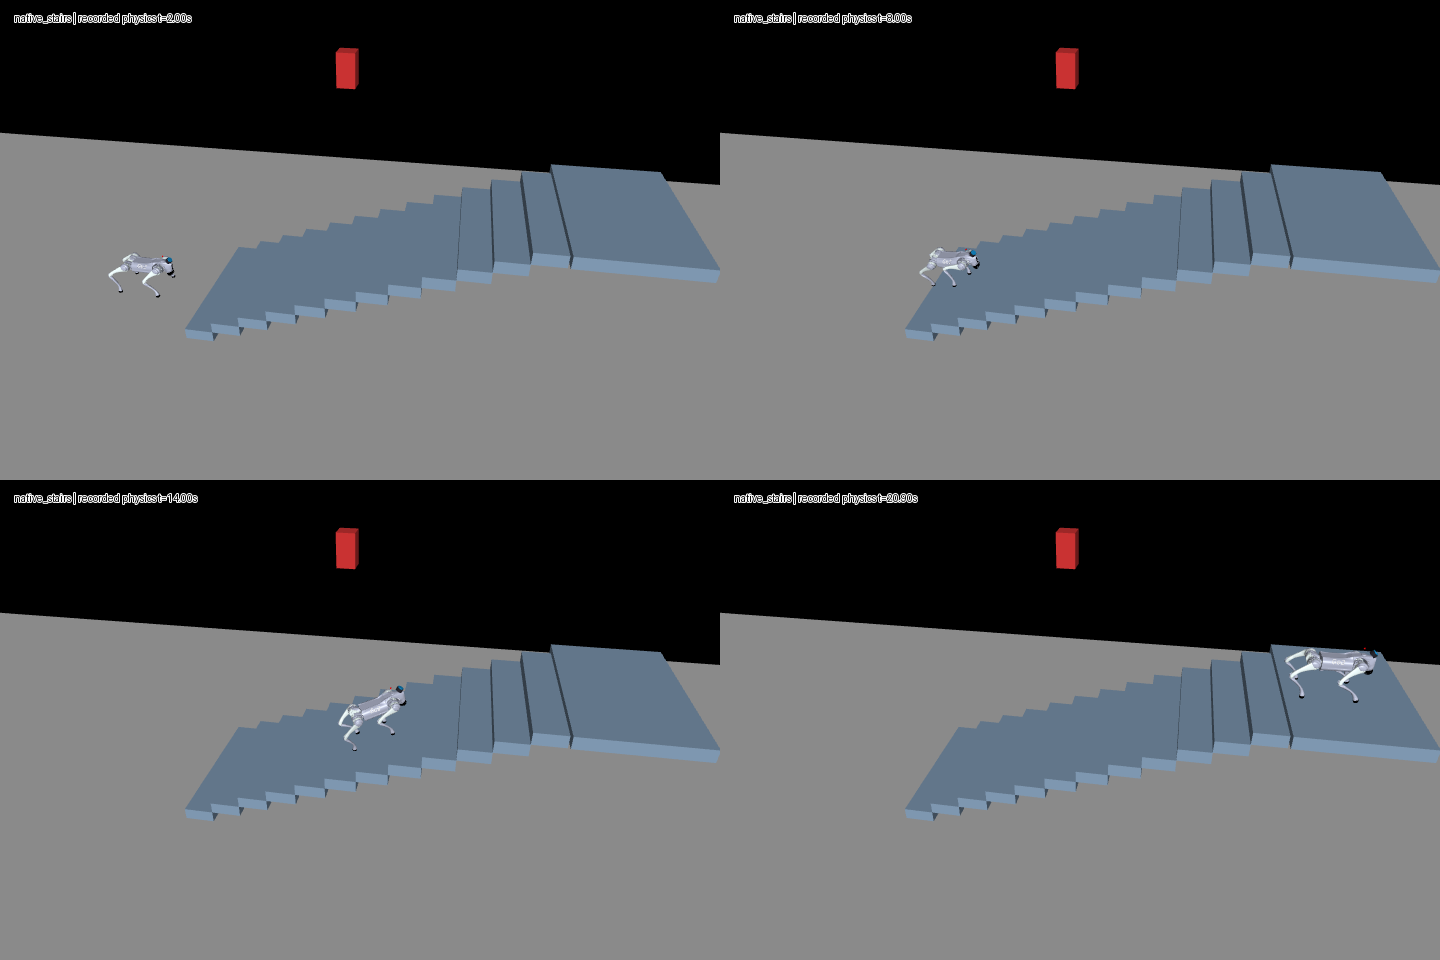 native_stairs | recorded physics t=2.00s
native_stairs | recorded physics t=8.00s
native_stairs | recorded physics t=14.00s
native_stairs | recorded physics t=20.90s